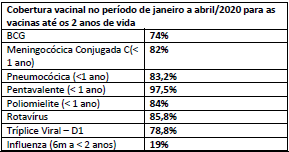 Cobertura vacinal no período de janeiro a abril/2020 para as
vacinas até os 2 anos de vida
BCG 74%
Meningocócica Conjugada C(< 82%
1 ano)
Pneumocócica (<1 ano) 83,2%
Pentavalente (< 1 ano) 97,5%
Poliomielite (< 1 ano) 84%
Rotavírus 85,8%
Tríplice Viral – D1 78,8%
Influenza (6m a < 2 anos) 19%